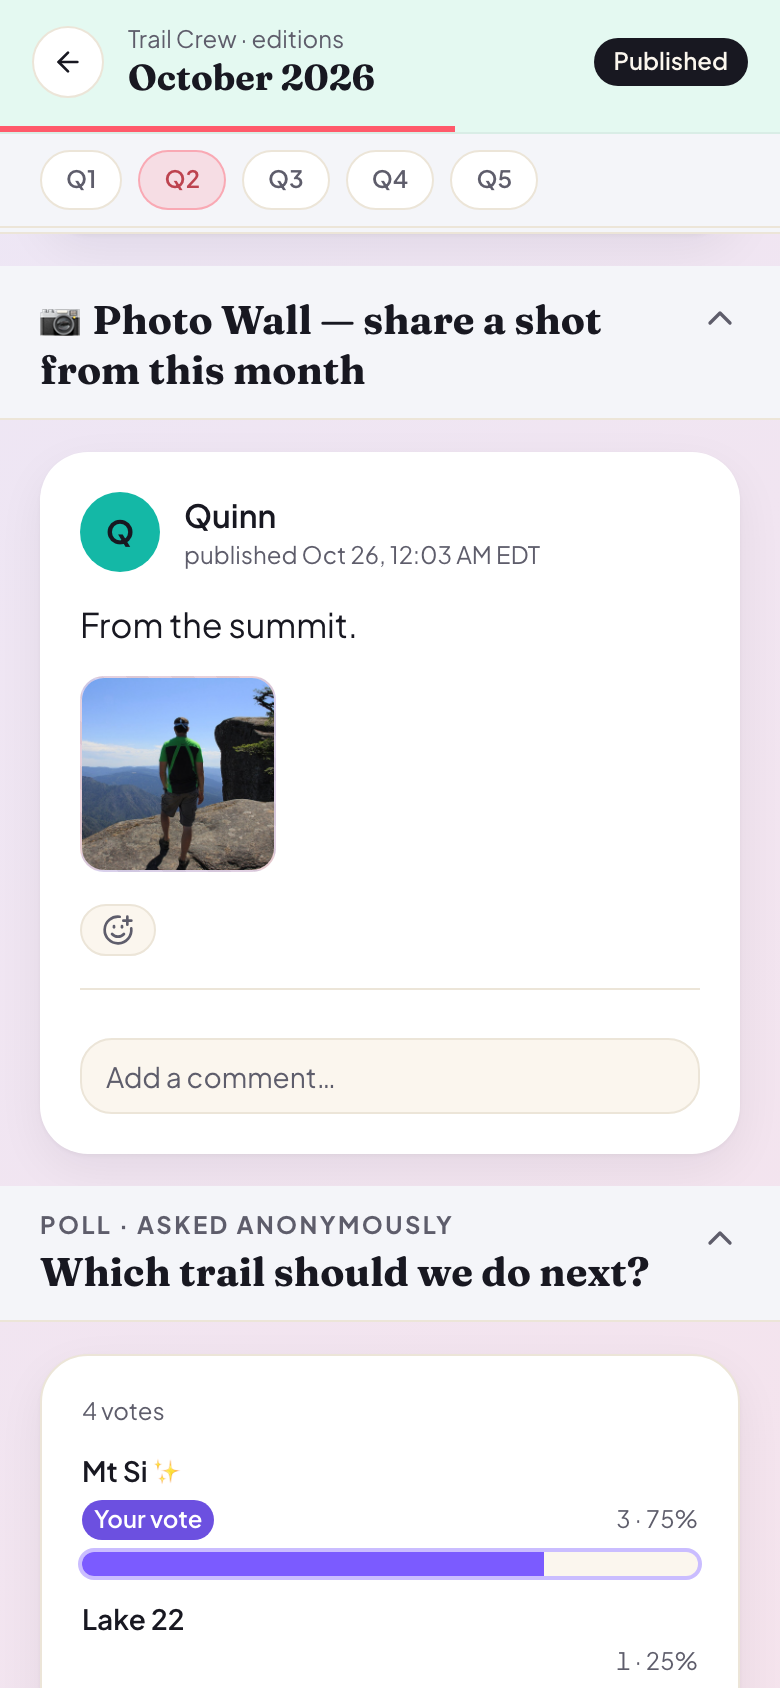 Trail Crew · editions
October 2026
Published
Q1 Q2 Q3 Q4 Q5
📷 Photo Wall — share a shot
from this month
Q
Quinn
published Oct 26, 12:03 AM EDT
From the summit.
Add a comment...
POLL · ASKED ANONYMOUSLY
Which trail should we do next?
4 votes
Mt Si ✨
Your vote
3 · 75%
Lake 22
1 · 25%